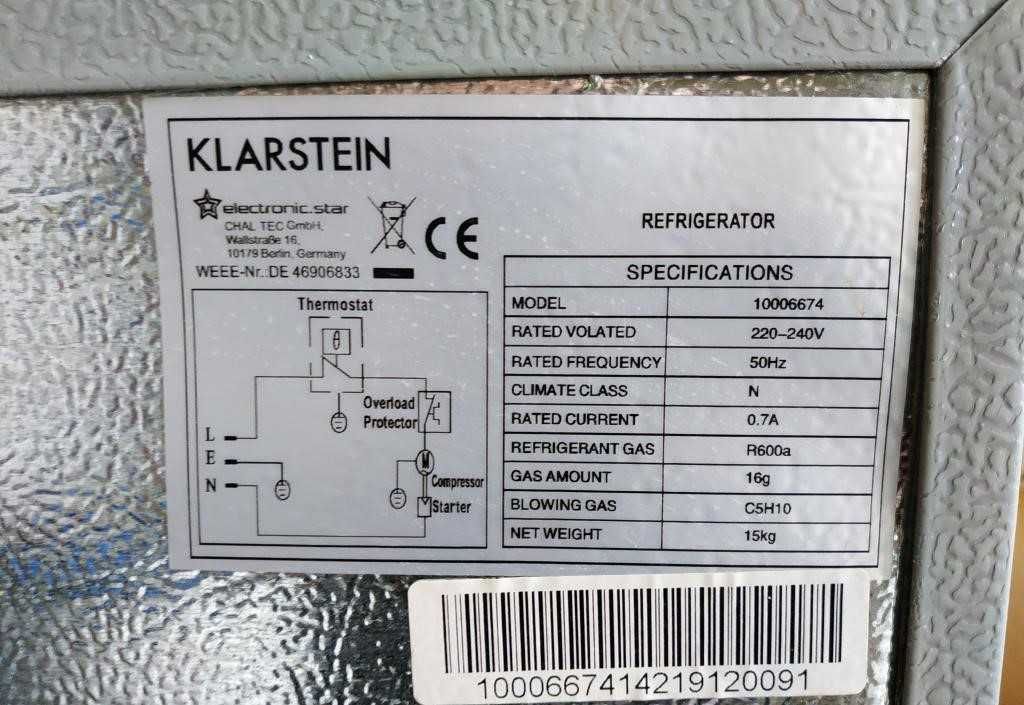 KLARSTEIN
electronic.star
CHAL TEC GmbH,
Wallstraße 16,
10179 Berlin, Germany
WEEE-Nr.:DE 46906833
CE
REFRIGERATOR
Thermostat
θ
Overload
Protector
L
E
N
M
Compressor
Starter
SPECIFICATIONS
MODEL 10006674
RATED VOLATED 220–240V
RATED FREQUENCY 50Hz
CLIMATE CLASS N
RATED CURRENT 0.7A
REFRIGERANT GAS R600a
GAS AMOUNT 16g
BLOWING GAS C5H10
NET WEIGHT 15kg
1000667414219120091